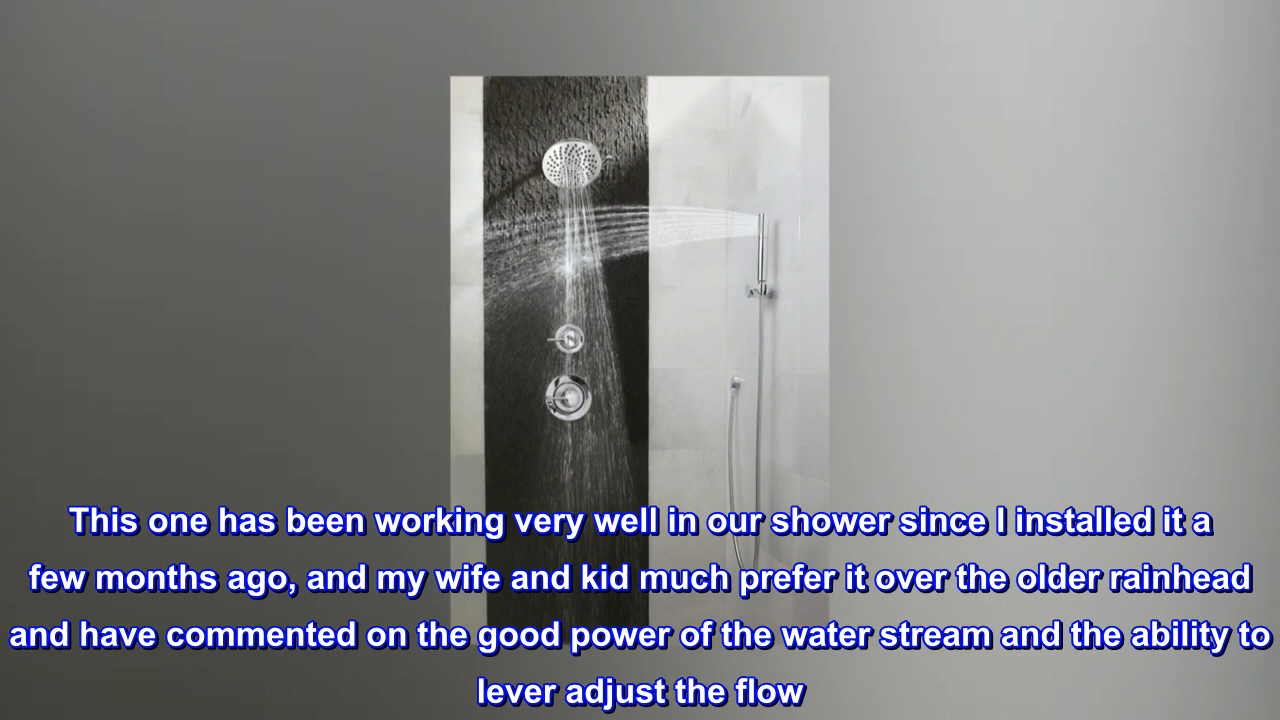 This one has been working very well in our shower since I installed it a
few months ago, and my wife and kid much prefer it over the older rainhead
and have commented on the good power of the water stream and the ability to
lever adjust the flow